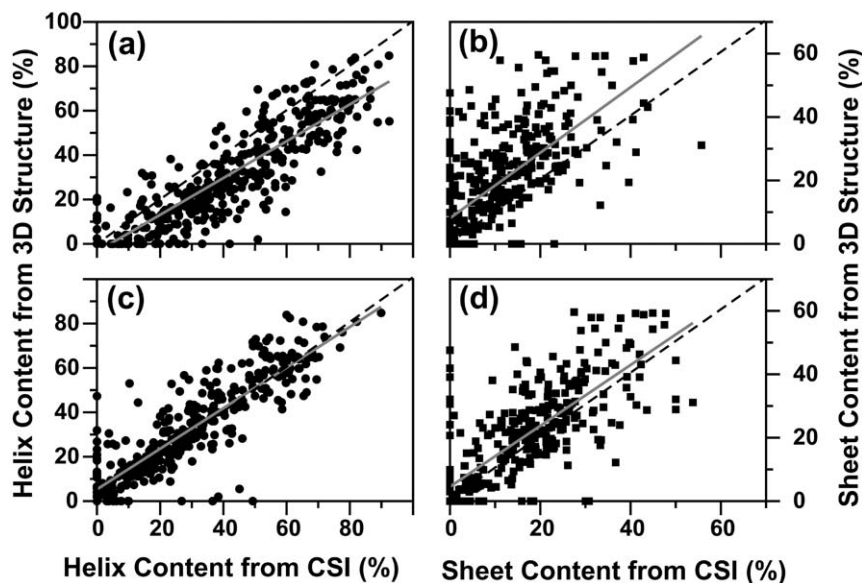 100
80
60
40
20
0
(a)
(b)
60
40
20
0
80
60
40
20
0
(c)
(d)
60
40
20
0
0 20 40 60 80
0 20 40 60
Helix Content from 3D Structure (%)
Sheet Content from 3D Structure (%)
Helix Content from CSI (%)
Sheet Content from CSI (%)